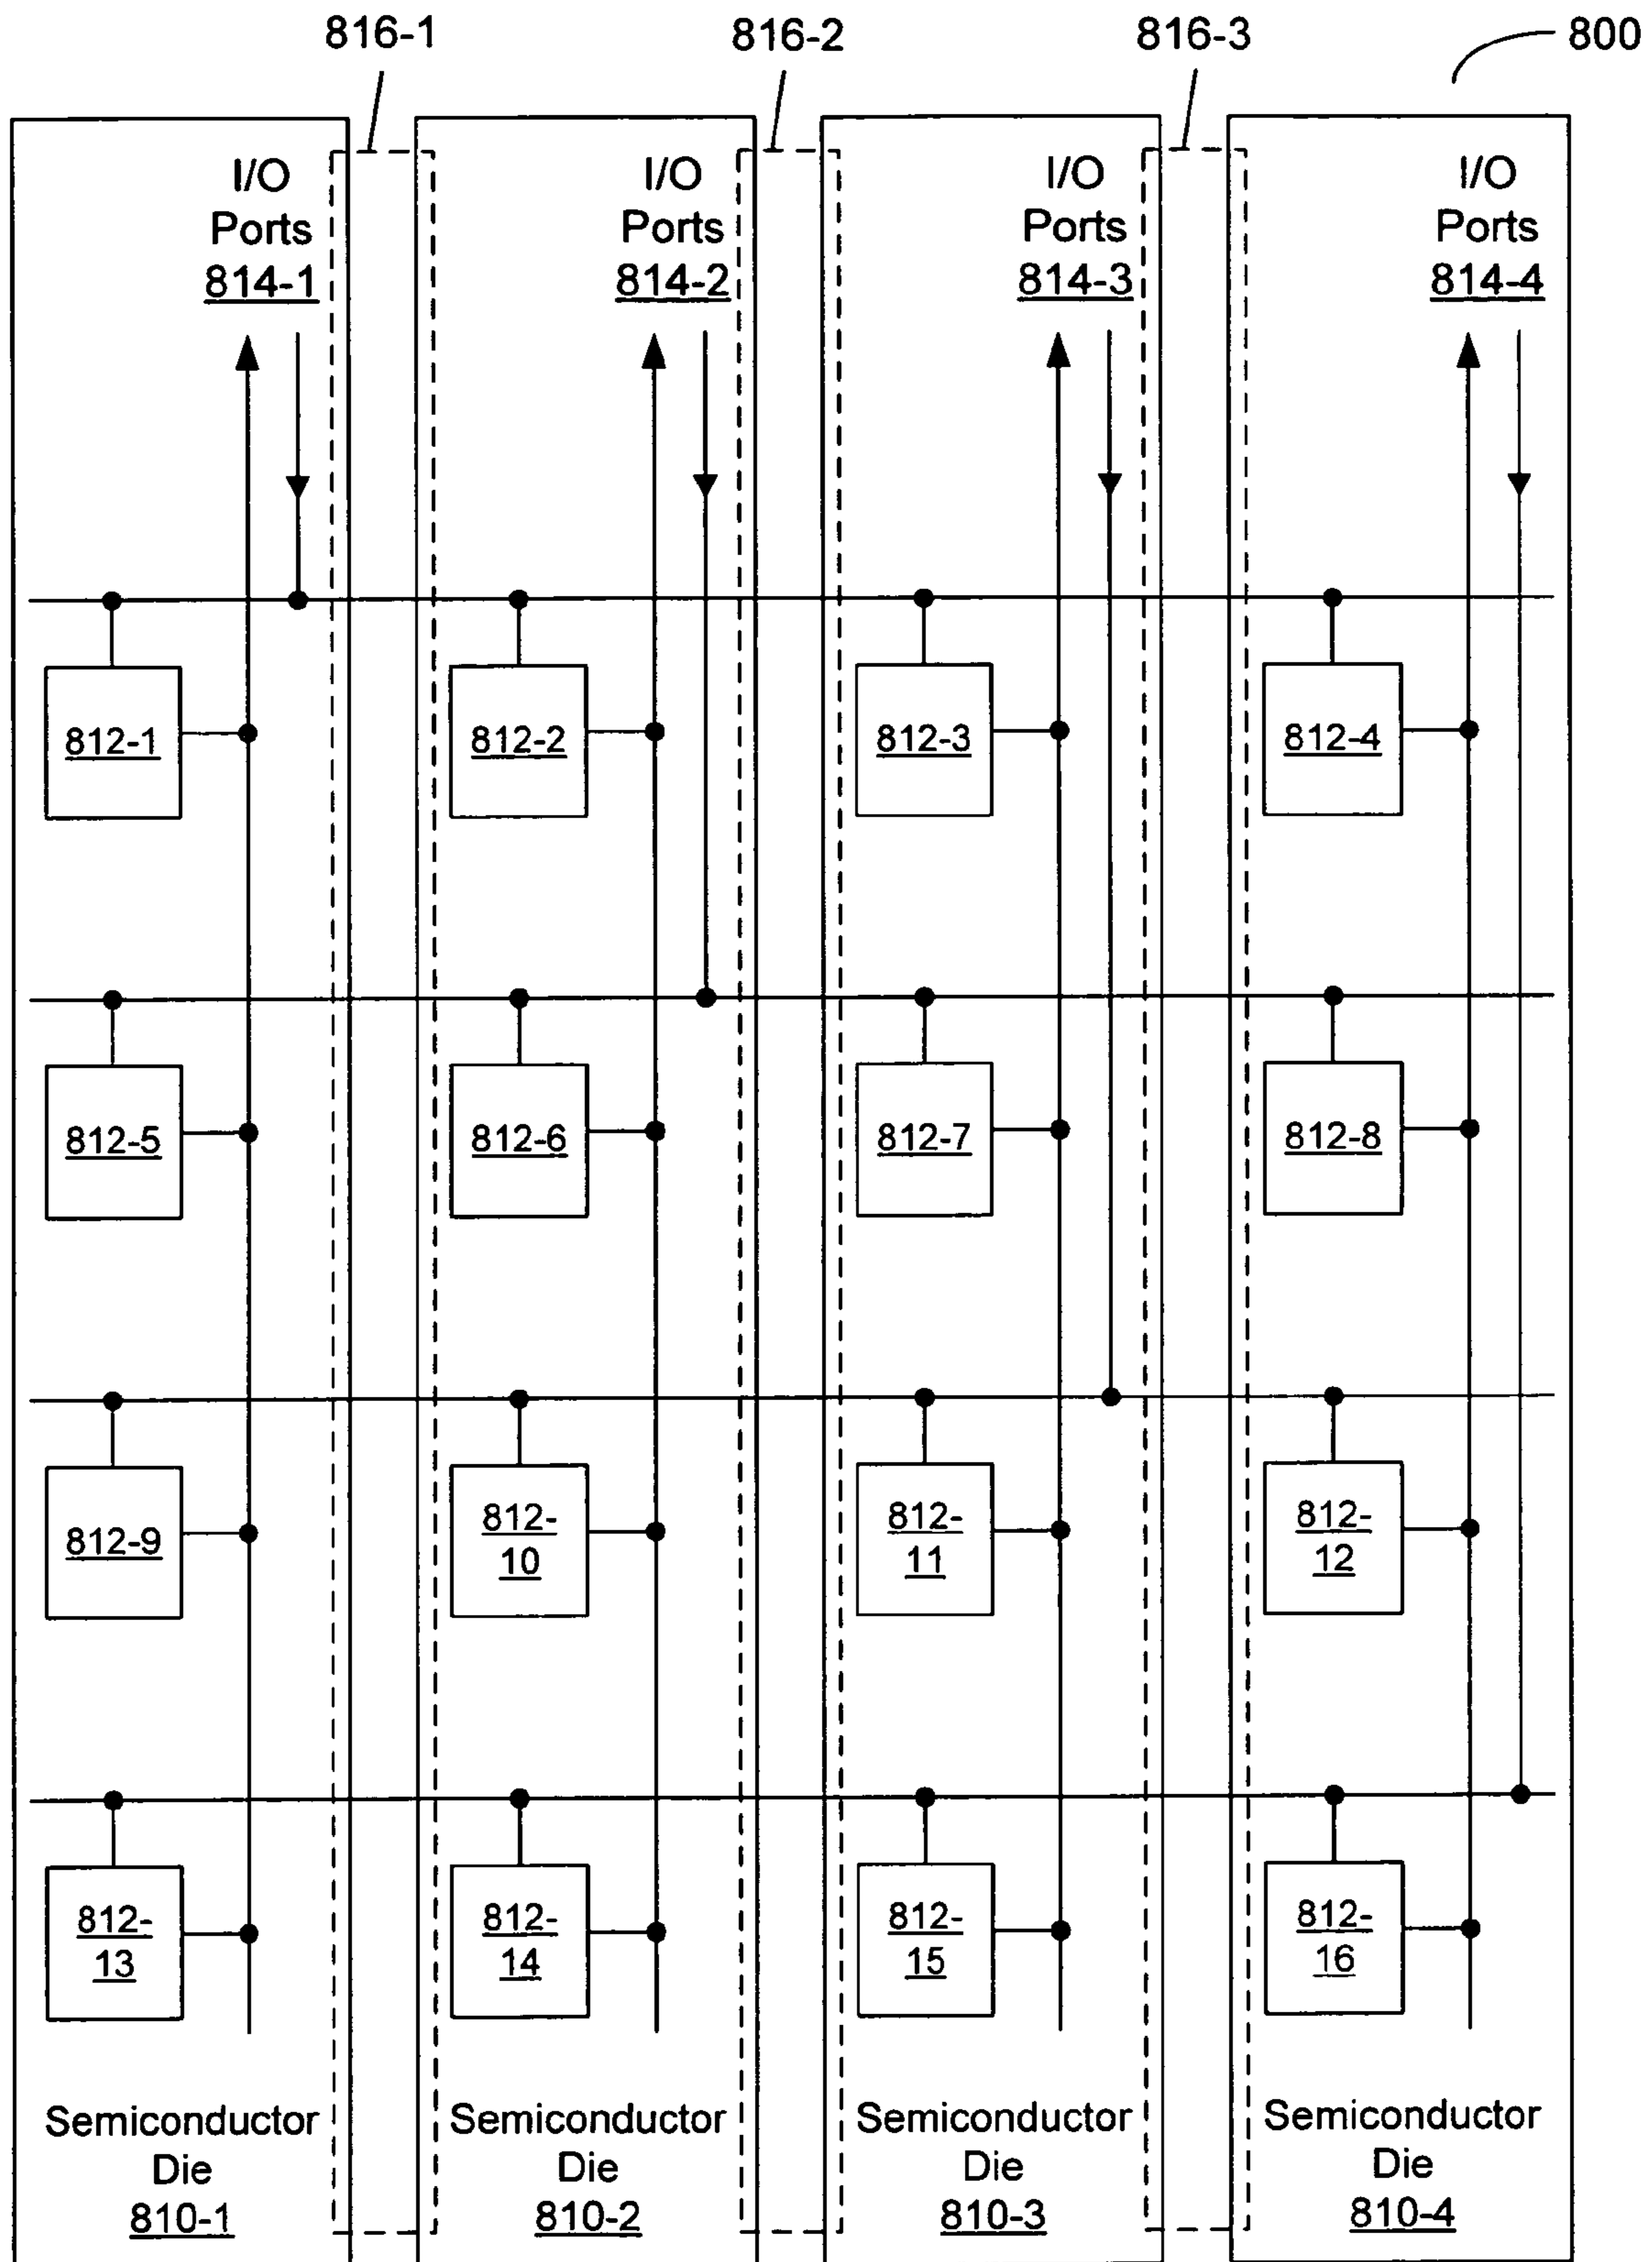 816-1
816-2
816-3
800
I/O
Ports
814-1
I/O
Ports
814-2
I/O
Ports
814-3
I/O
Ports
814-4
812-1
812-2
812-3
812-4
812-5
812-6
812-7
812-8
812-9
812-
10
812-
11
812-
12
812-
13
812-
14
812-
15
812-
16
Semiconductor
Die
810-1
Semiconductor
Die
810-2
Semiconductor
Die
810-3
Semiconductor
Die
810-4